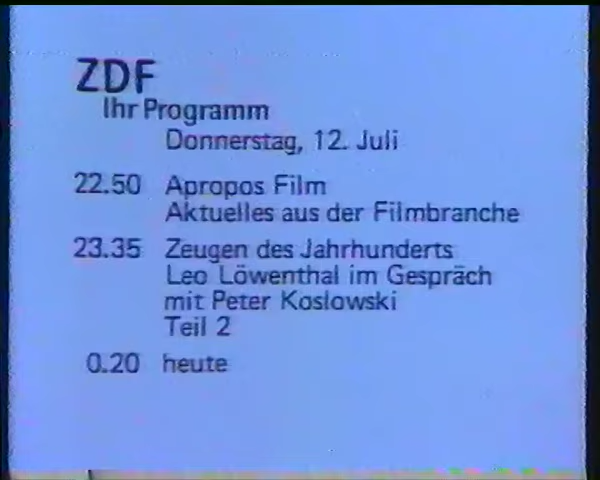 ZDF
Ihr Programm
Donnerstag, 12. Juli
22.50 Apropos Film
Aktuelles aus der Filmbranche
23.35 Zeugen des Jahrhunderts
Leo Löwenthal im Gespräch
mit Peter Koslowski
Teil 2
0.20 heute